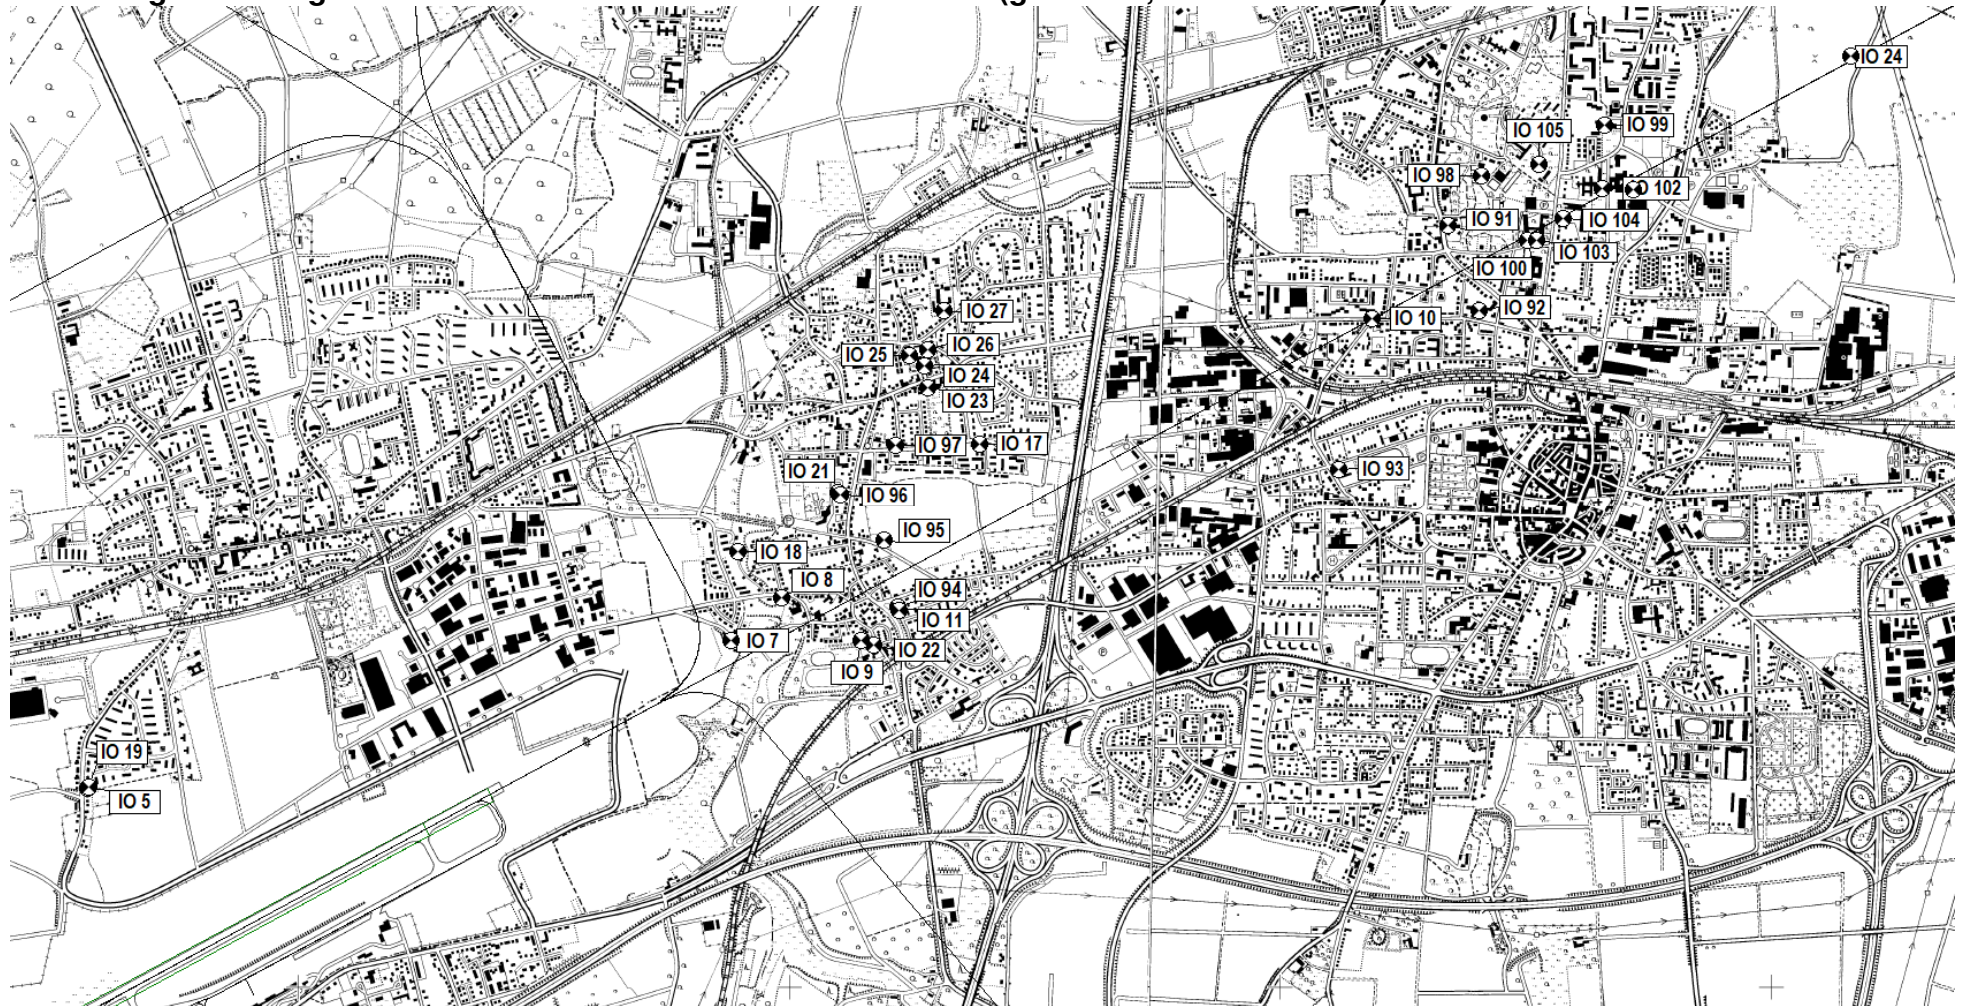 IO 24
IO 99
IO 105
IO 98
IO 102
IO 91
IO 104
IO 103
IO 100
IO 92
IO 10
IO 27
IO 26
IO 25
IO 24
IO 23
IO 97
IO 17
IO 21
IO 96
IO 93
IO 95
IO 18
IO 8
IO 94
IO 11
IO 7
IO 22
IO 9
IO 19
IO 5